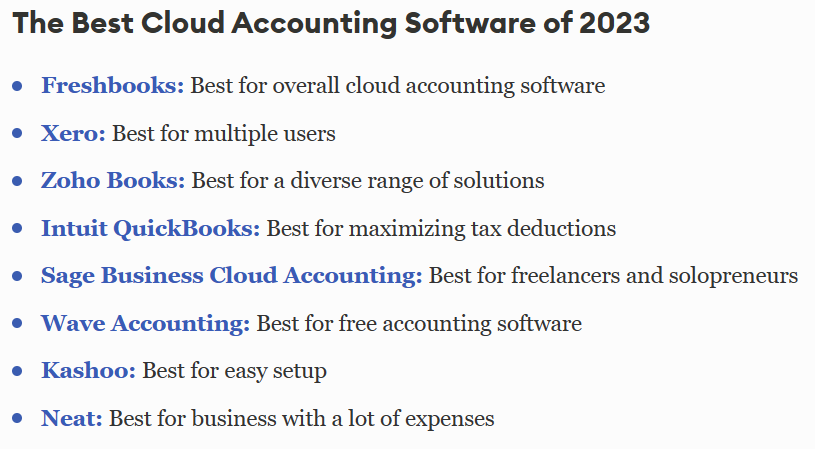 The Best Cloud Accounting Software of 2023
Freshbooks: Best for overall cloud accounting software
Xero: Best for multiple users
Zoho Books: Best for a diverse range of solutions
Intuit QuickBooks: Best for maximizing tax deductions
Sage Business Cloud Accounting: Best for freelancers and solopreneurs
Wave Accounting: Best for free accounting software
Kashoo: Best for easy setup
Neat: Best for business with a lot of expenses